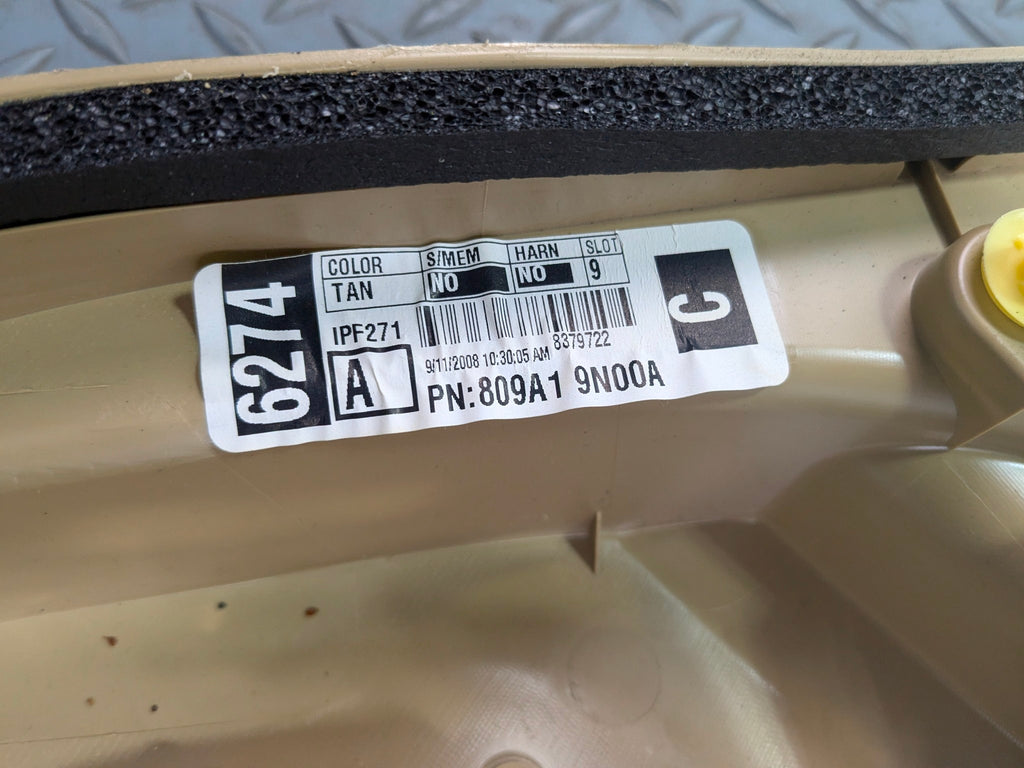 6274
COLOR S/MEM HARN SLOT
TAN NO NO 9
IPF271
8379722
9/11/2008 10:30:05 AM
A
PN:809A1 9N00A
C